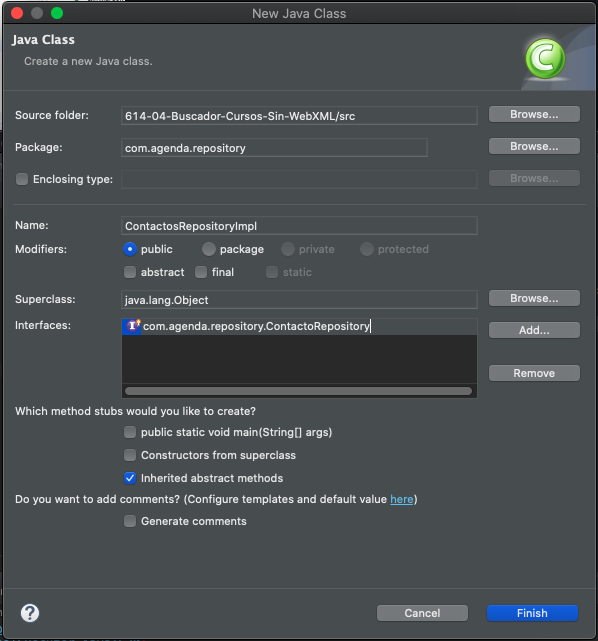 New Java Class
Java Class
Create a new Java class.
C
Source folder: 614-04-Buscador-Cursos-Sin-WebXML/src Browse...
Package: com.agenda.repository Browse...
Enclosing type: Browse...
Name: ContactosRepositoryImpl
Modifiers: public package private protected
abstract final static
Superclass: java.lang.Object Browse...
Interfaces: I com.agenda.repository.ContactoRepository Add...
Remove
Which method stubs would you like to create?
public static void main(String[] args)
Constructors from superclass
Inherited abstract methods
Do you want to add comments? (Configure templates and default value here)
Generate comments
? Cancel Finish